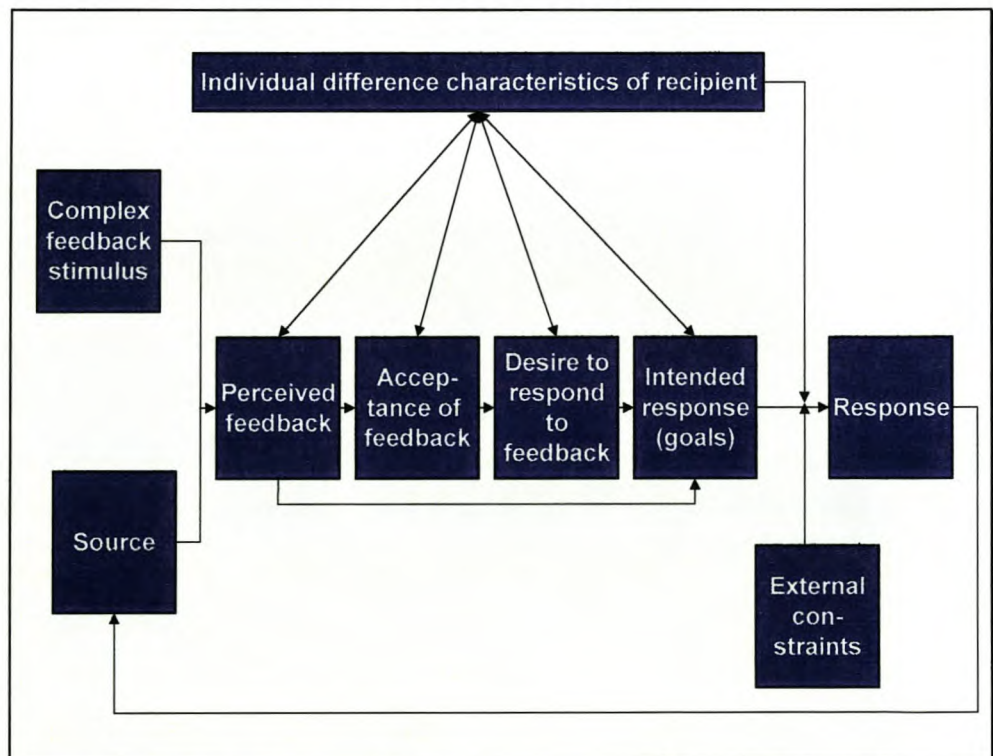 Individual difference characteristics of recipient
Complex
feedback
stimulus
Perceived
feedback
Accep-
tance of
feedback
Desire to
respond
to
feedback
Intended
response
(goals)
Response
Source
External
con-
straints